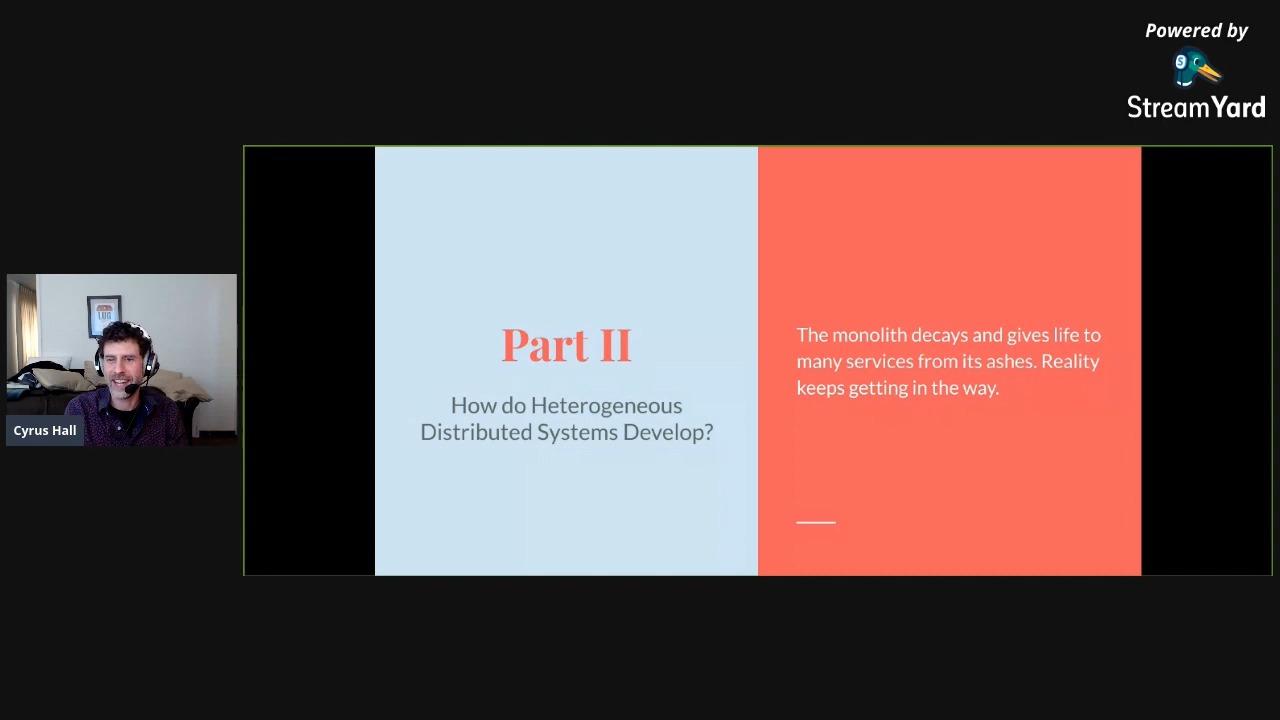 Powered by
StreamYard
Part II
How do Heterogeneous
Distributed Systems Develop?
The monolith decays and gives life to
many services from its ashes. Reality
keeps getting in the way.
Cyrus Hall